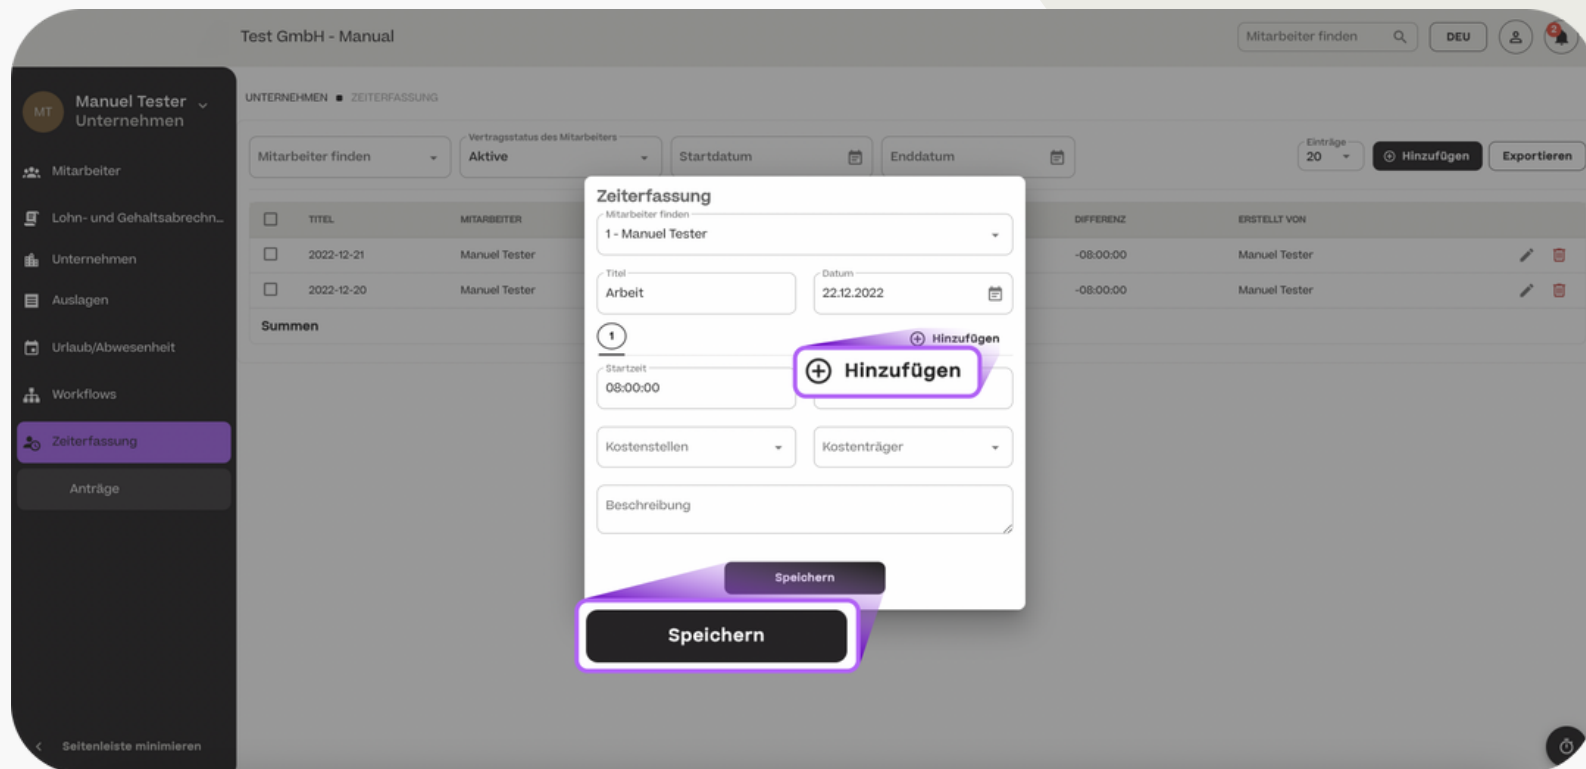 Test GmbH - Manual
Mitarbeiter finden
DEU
2
MT
Manuel Tester
Unternehmen
UNTERNEHMEN ZEITERFASSUNG
Mitarbeiter finden
Vertragsstatus des Mitarbeiters
Aktive
Startdatum
Enddatum
Einträge
20
Hinzufügen
Exportieren
Mitarbeiter
Lohn- und Gehaltsabrechn...
Unternehmen
Auslagen
Urlaub/Abwesenheit
Workflows
Zeiterfassung
Anträge
Seitenleiste minimieren
TITEL MITARBEITER DIFFERENZ ERSTELLT VON
2022-12-21 Manuel Tester -08:00:00 Manuel Tester
2022-12-20 Manuel Tester -08:00:00 Manuel Tester
Summen
Zeiterfassung
Mitarbeiter finden
1 - Manuel Tester
Titel
Arbeit
Datum
22.12.2022
1
Hinzufügen
Hinzufügen
Startzeit
08:00:00
Kostenstellen
Kostenträger
Beschreibung
Speichern
Speichern